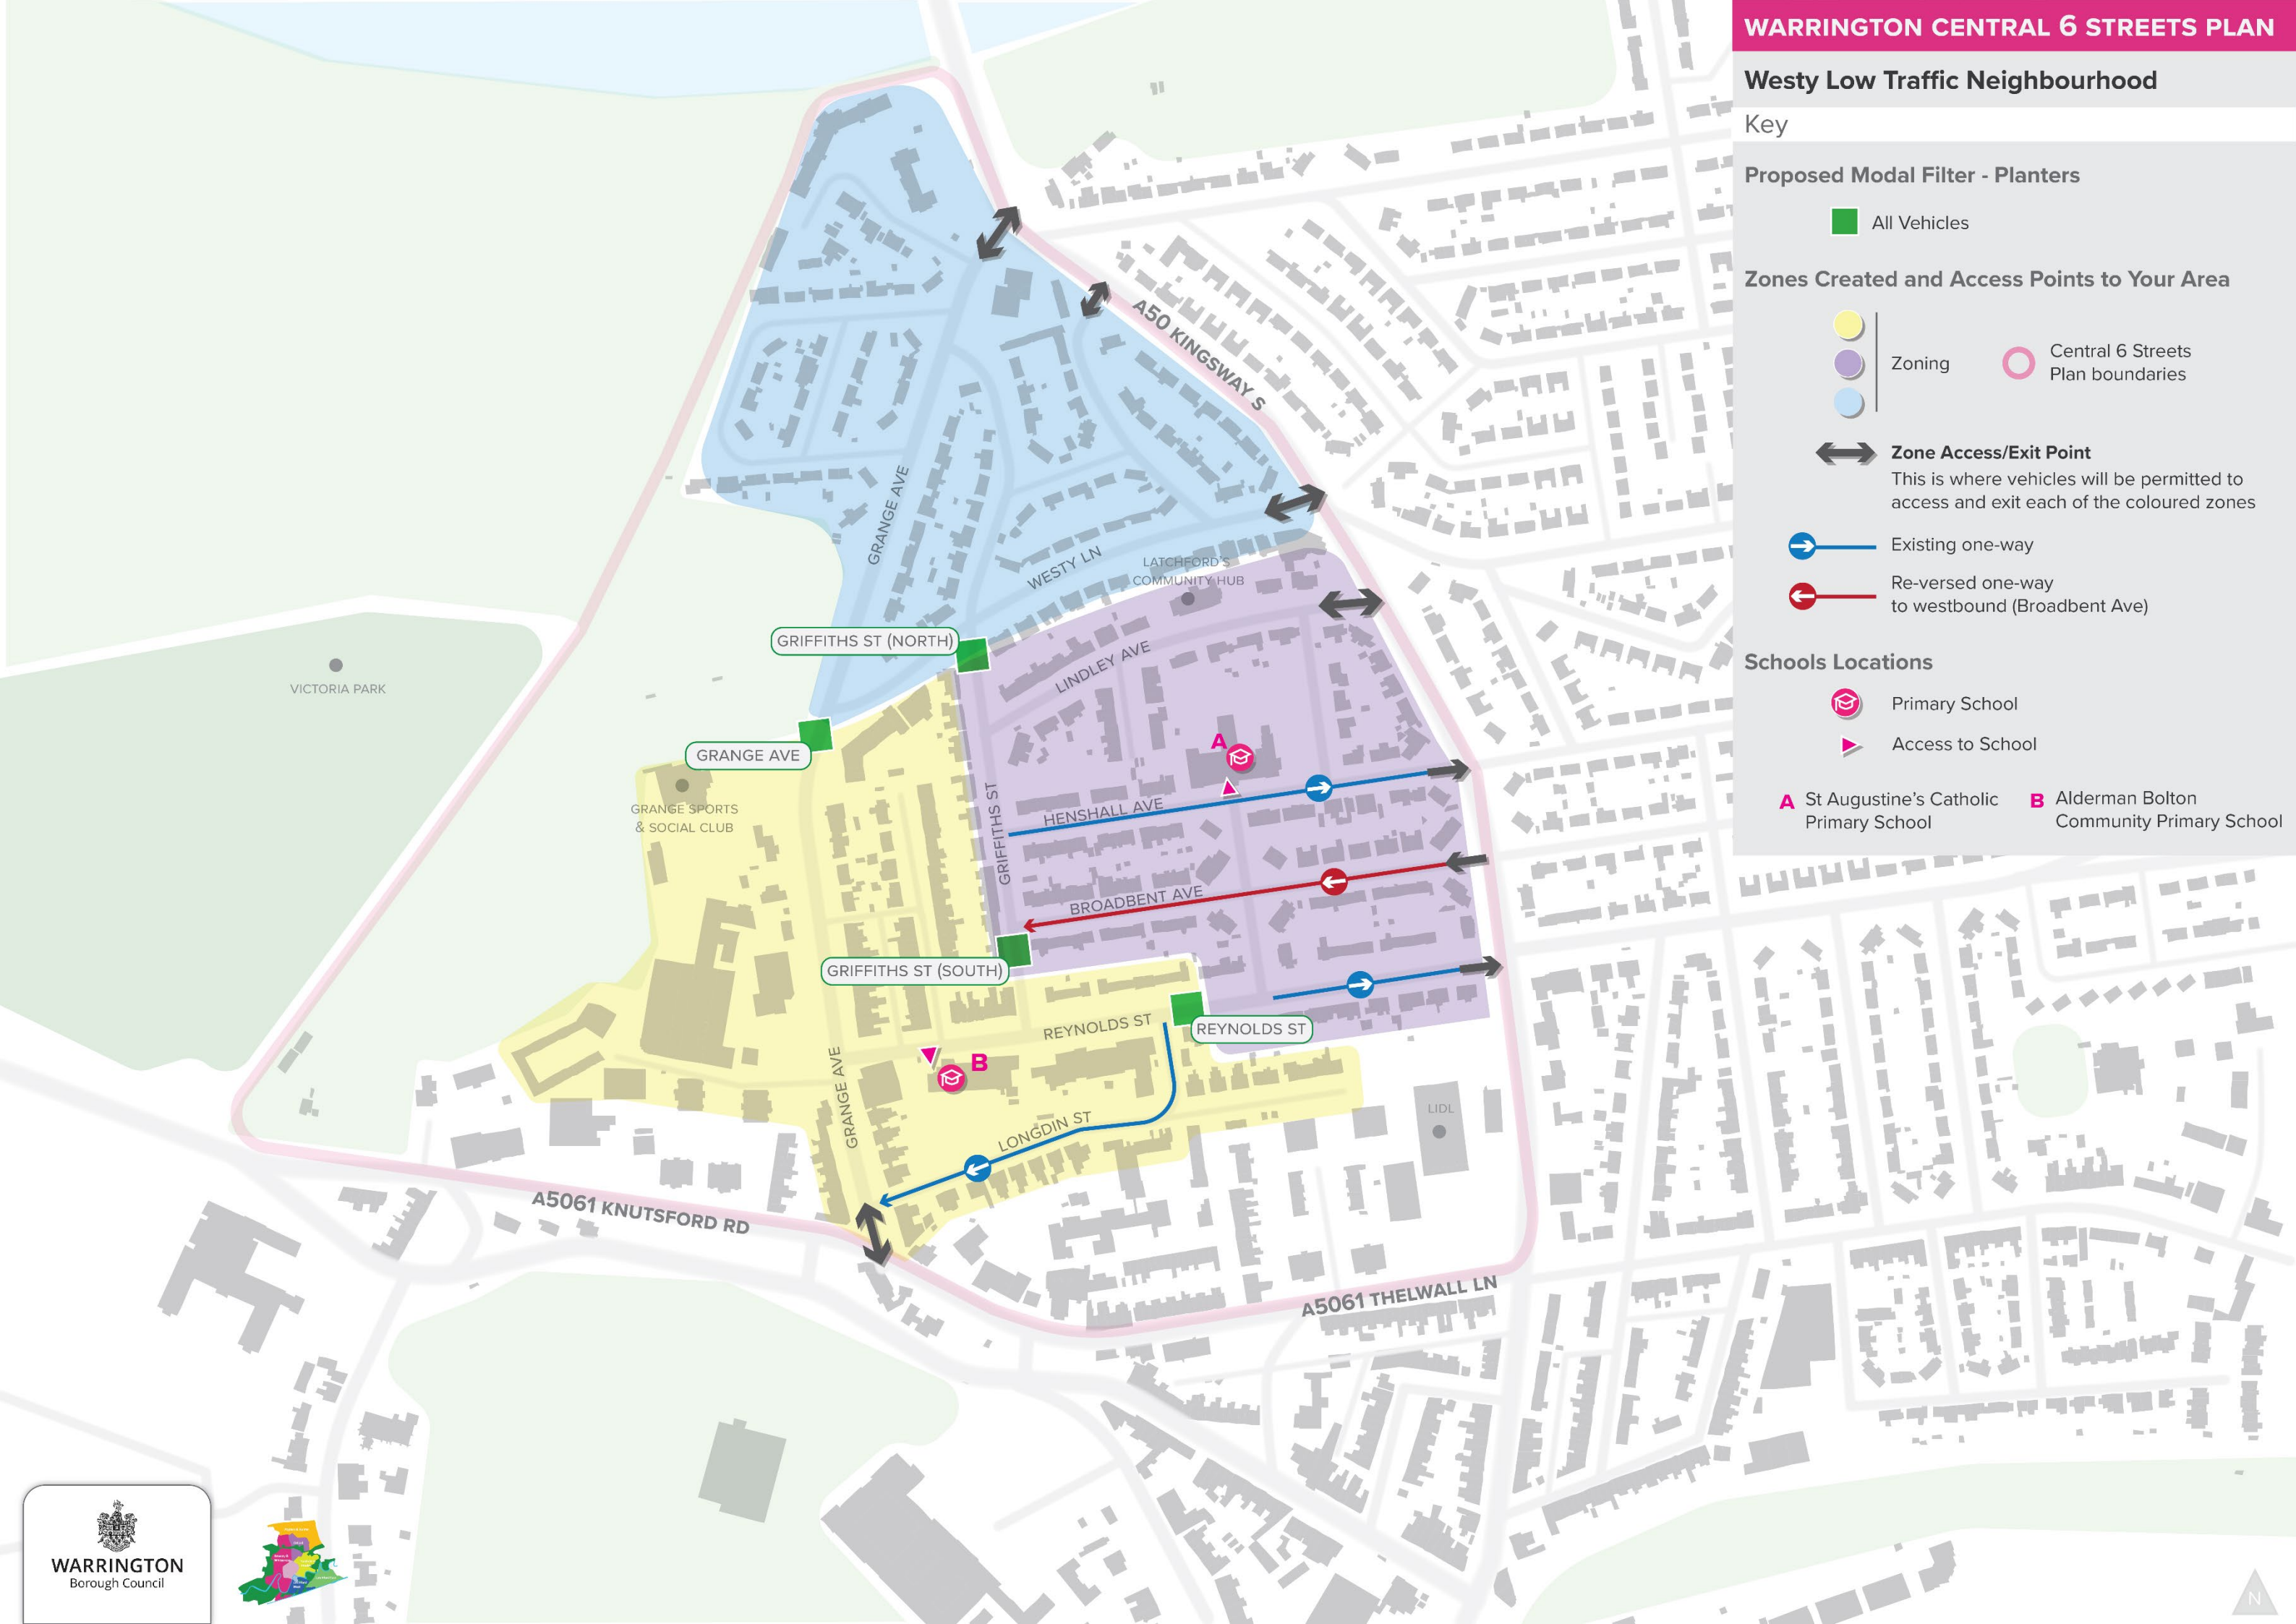 WARRINGTON CENTRAL 6 STREETS PLAN
Westy Low Traffic Neighbourhood
Key
Proposed Modal Filter - Planters
All Vehicles
Zones Created and Access Points to Your Area
Zoning
Central 6 Streets
Plan boundaries
Zone Access/Exit Point
This is where vehicles will be permitted to
access and exit each of the coloured zones
Existing one-way
Re-versed one-way
to westbound (Broadbent Ave)
Schools Locations
Primary School
Access to School
A St Augustine's Catholic
Primary School
B Alderman Bolton
Community Primary School
A50 KINGSWAY S
GRANGE AVE
WESTY LN
LATCHFORD'S
COMMUNITY HUB
GRIFFITHS ST (NORTH)
LINDLEY AVE
VICTORIA PARK
GRANGE AVE
A
GRANGE SPORTS
& SOCIAL CLUB
GRIFFITHS ST
HENSHALL AVE
BROADBENT AVE
GRIFFITHS ST (SOUTH)
REYNOLDS ST
REYNOLDS ST
B
GRANGE AVE
LONGDIN ST
LIDL
A5061 KNUTSFORD RD
A5061 THELWALL LN
WARRINGTON
Borough Council
N